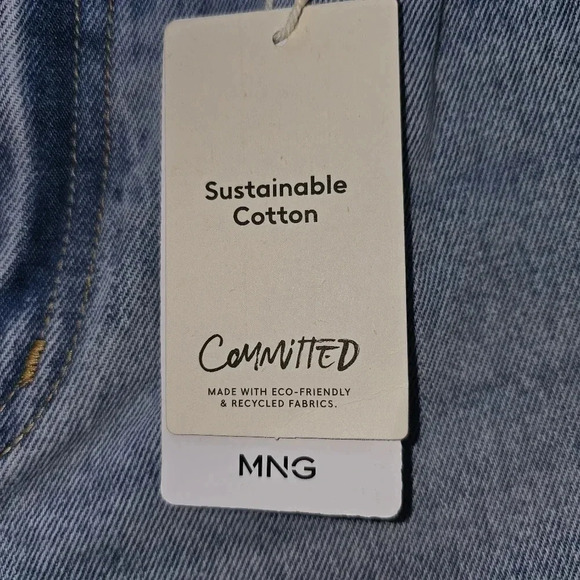 Sustainable
Cotton
COMMITTED
MADE WITH ECO-FRIENDLY
& RECYCLED FABRICS.
MNG